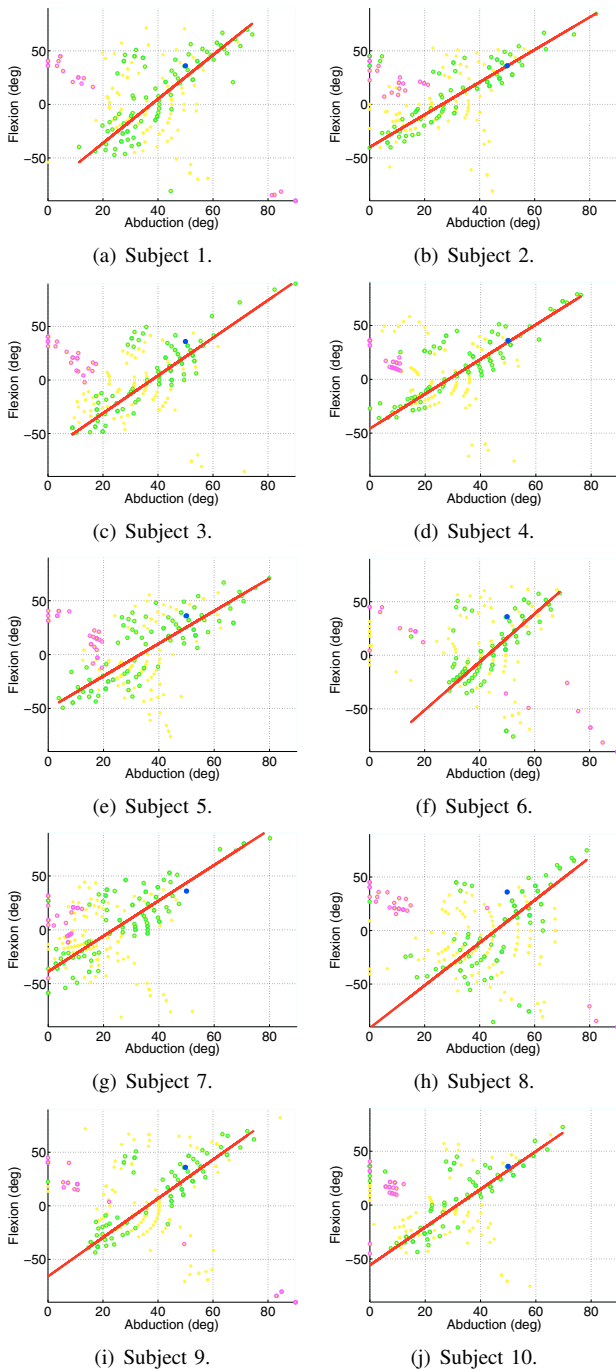 50
0
−50
Flexion (deg)
0 20 40 60 80
Abduction (deg)
(a) Subject 1.
50
0
−50
Flexion (deg)
0 20 40 60 80
Abduction (deg)
(b) Subject 2.
50
0
−50
Flexion (deg)
0 20 40 60 80
Abduction (deg)
(c) Subject 3.
50
0
−50
Flexion (deg)
0 20 40 60 80
Abduction (deg)
(d) Subject 4.
50
0
−50
Flexion (deg)
0 20 40 60 80
Abduction (deg)
(e) Subject 5.
50
0
−50
Flexion (deg)
0 20 40 60 80
Abduction (deg)
(f) Subject 6.
50
0
−50
Flexion (deg)
0 20 40 60 80
Abduction (deg)
(g) Subject 7.
50
0
−50
Flexion (deg)
0 20 40 60 80
Abduction (deg)
(h) Subject 8.
50
0
−50
Flexion (deg)
0 20 40 60 80
Abduction (deg)
(i) Subject 9.
50
0
−50
Flexion (deg)
0 20 40 60 80
Abduction (deg)
(j) Subject 10.